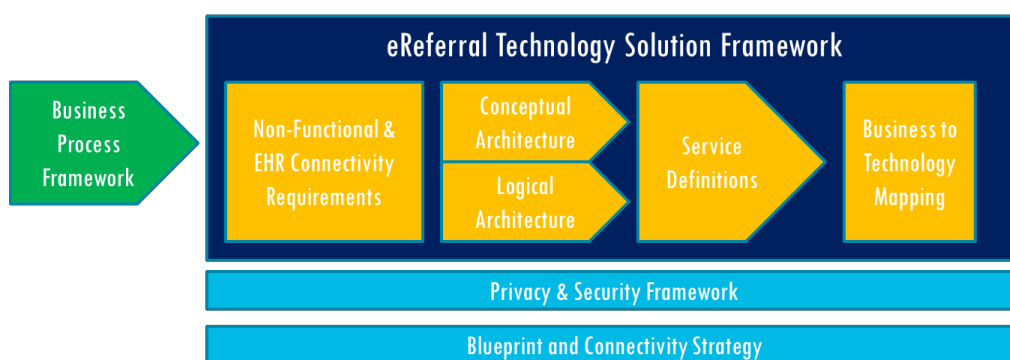 eReferral Technology Solution Framework
Business
Process
Framework
Non-Functional &
EHR Connectivity
Requirements
Conceptual
Architecture
Logical
Architecture
Service
Definitions
Business to
Technology
Mapping
Privacy & Security Framework
Blueprint and Connectivity Strategy